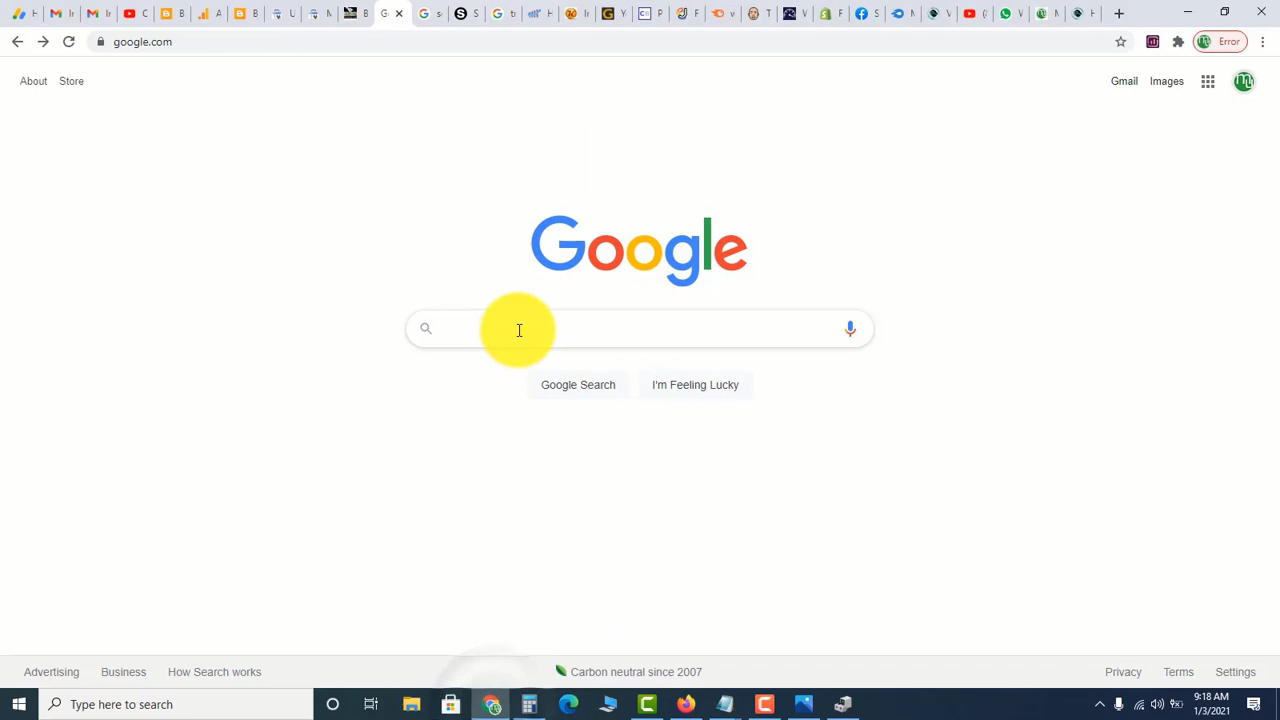 google.com
Error
About
Store
Gmail
Images
Google
Google Search
I'm Feeling Lucky
Advertising
Business
How Search works
Carbon neutral since 2007
Privacy
Terms
Settings
Type here to search
9:18 AM
1/3/2021